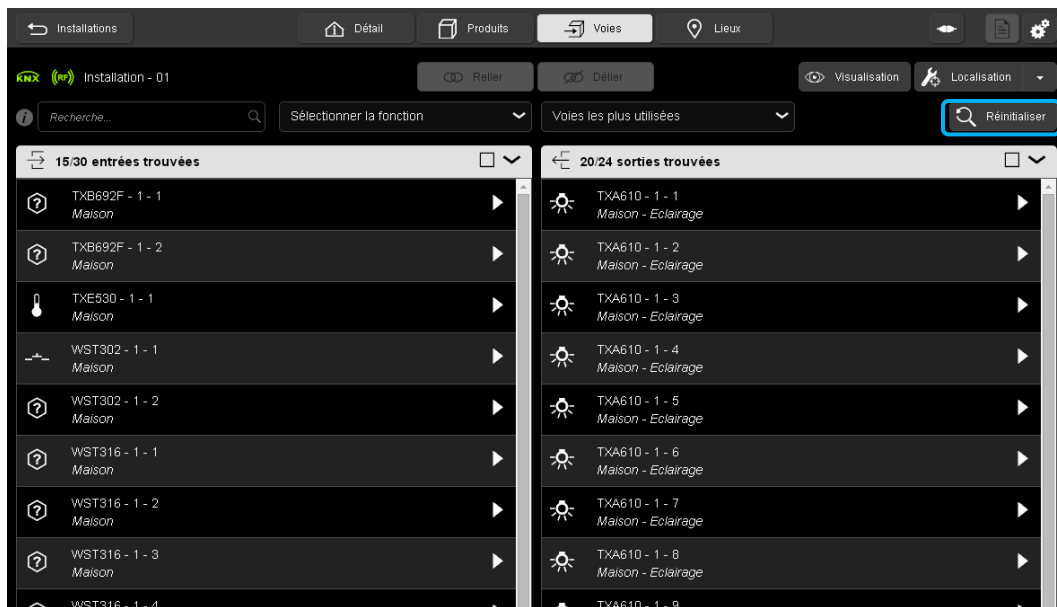 Installations
Détail
Produits
Voies
Lieux
KNX
RF
Installation - 01
Relier
Délier
Visualisation
Localisation
i
Recherche...
Sélectionner la fonction
Voies les plus utilisées
Réinitialiser
15/30 entrées trouvées
TXB692F - 1 - 1
Maison
TXB692F - 1 - 2
Maison
TXE530 - 1 - 1
Maison
WST302 - 1 - 1
Maison
WST302 - 1 - 2
Maison
WST316 - 1 - 1
Maison
WST316 - 1 - 2
Maison
WST316 - 1 - 3
Maison
WST316 - 1 - 4
20/24 sorties trouvées
TXA610 - 1 - 1
Maison - Eclairage
TXA610 - 1 - 2
Maison - Eclairage
TXA610 - 1 - 3
Maison - Eclairage
TXA610 - 1 - 4
Maison - Eclairage
TXA610 - 1 - 5
Maison - Eclairage
TXA610 - 1 - 6
Maison - Eclairage
TXA610 - 1 - 7
Maison - Eclairage
TXA610 - 1 - 8
Maison - Eclairage
TXA610 - 1 - 9